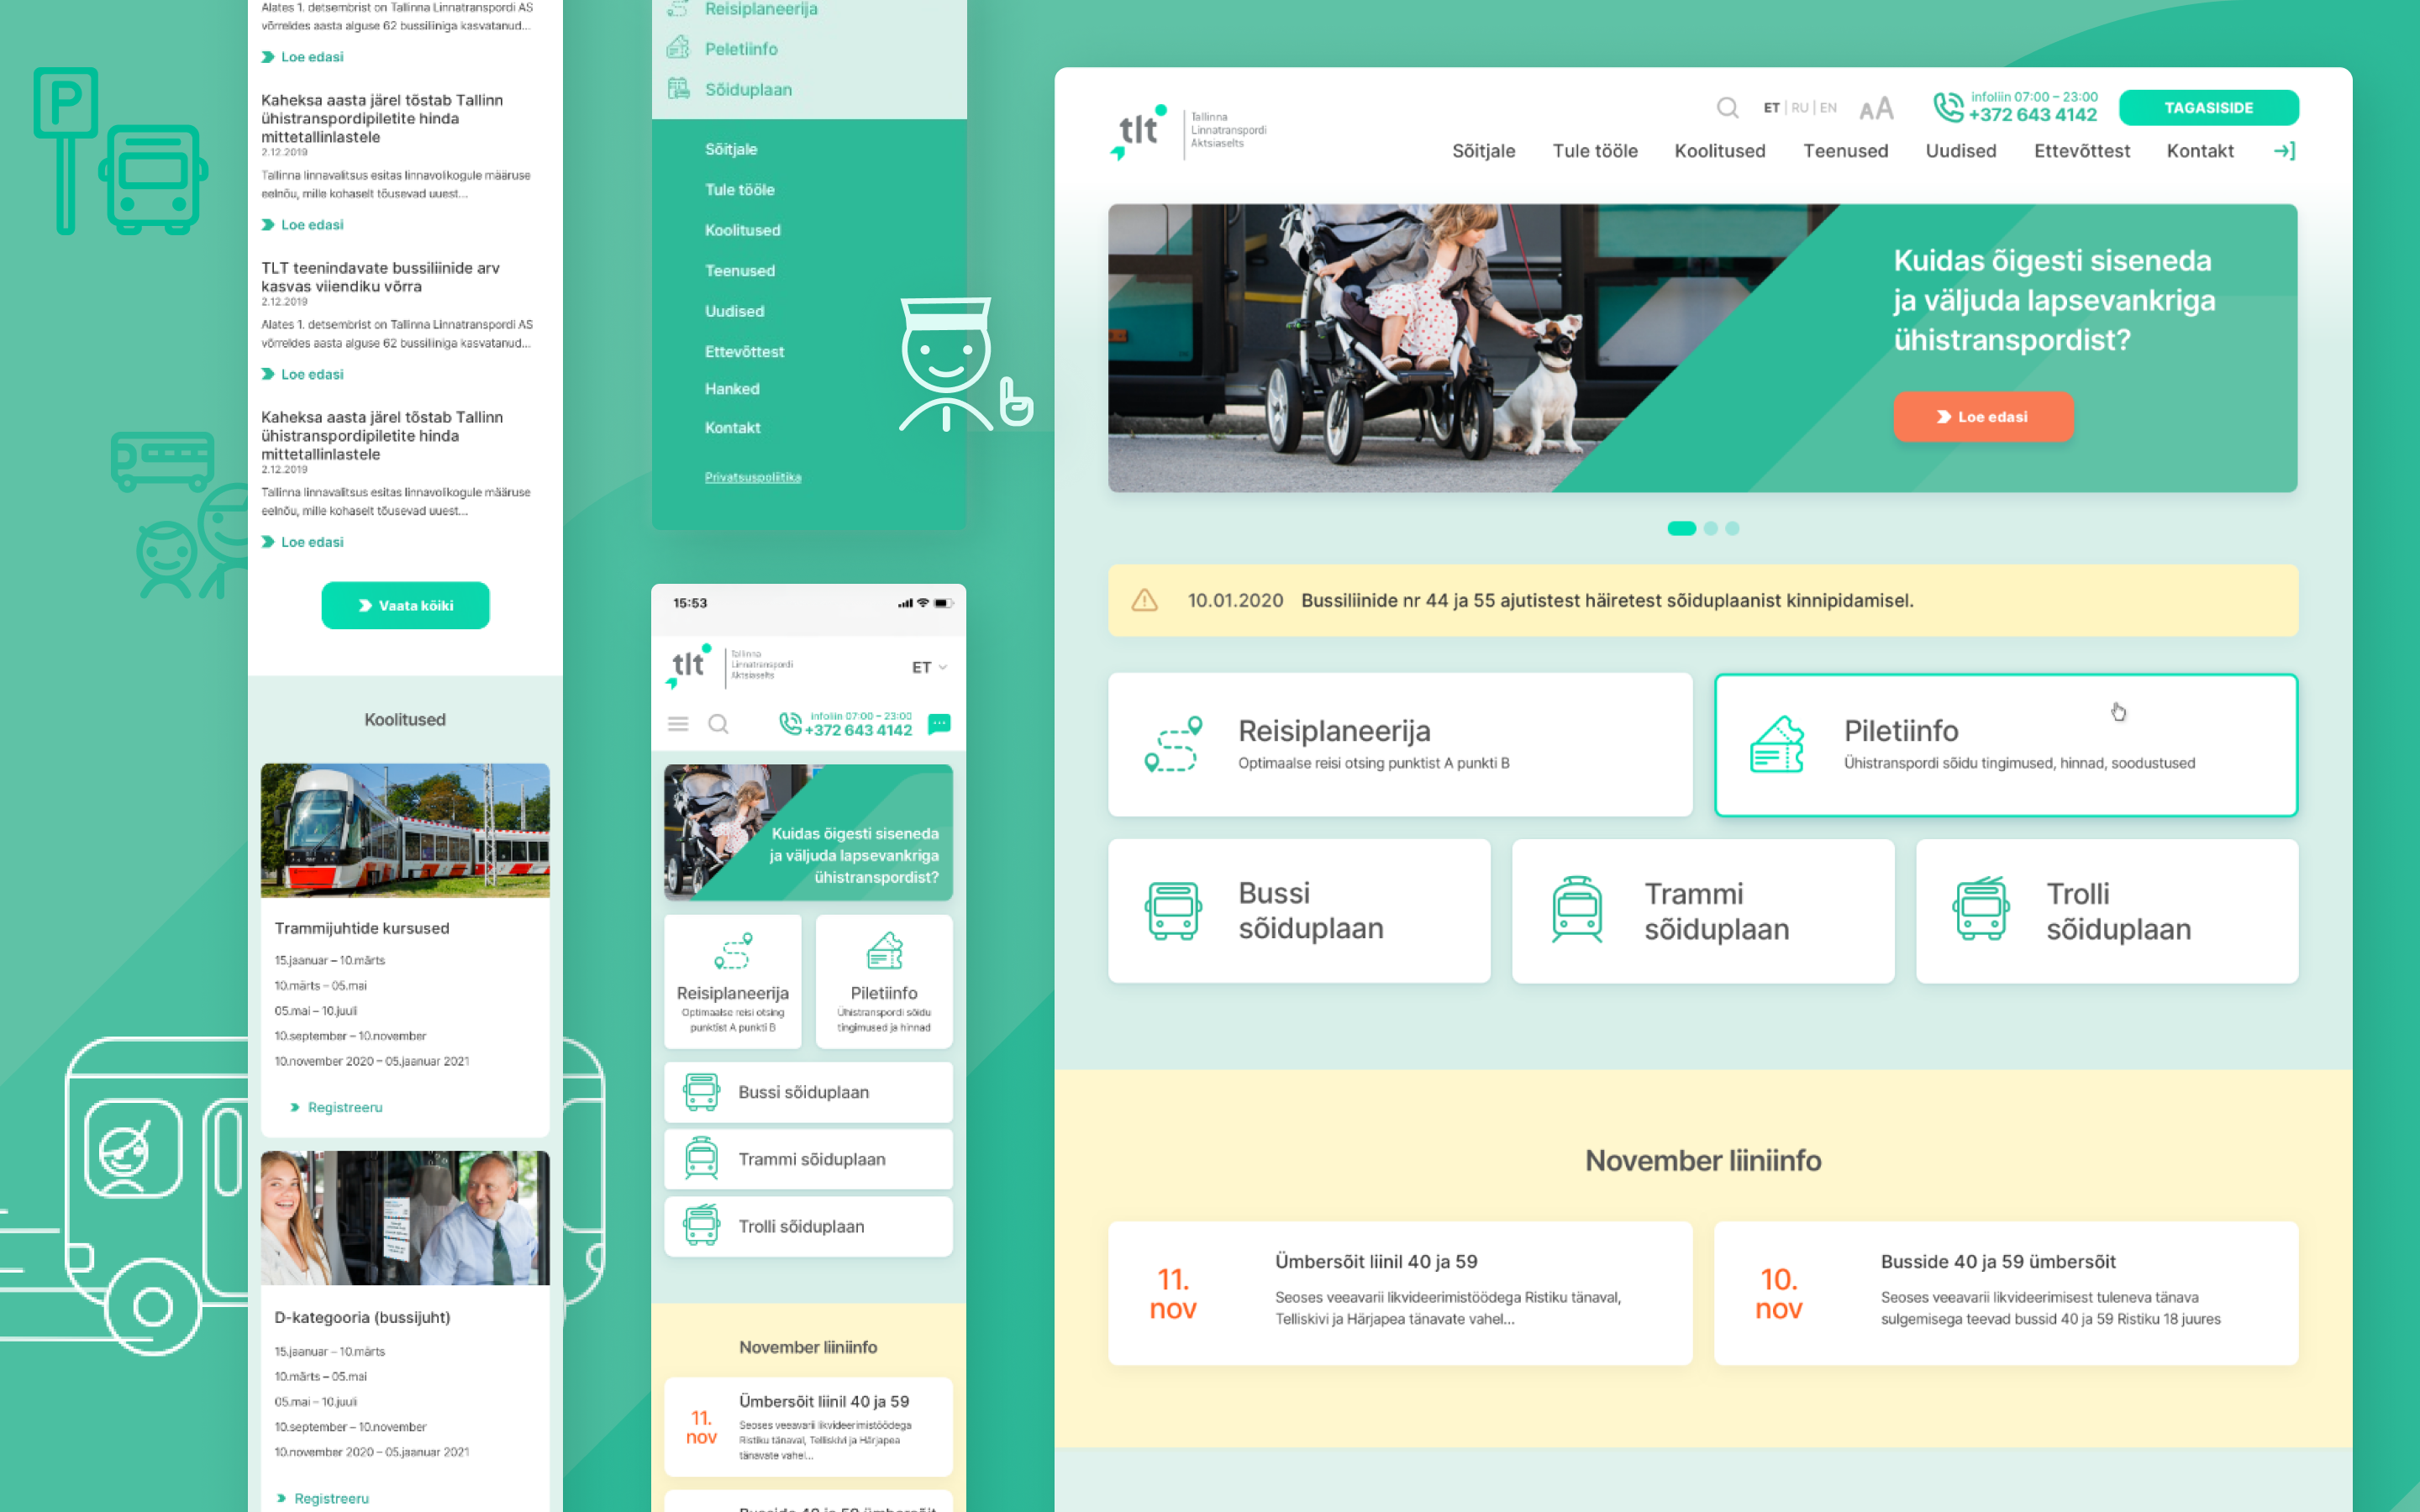 Alates 1. detsembrist on Tallinna Linnatranspordi AS
võrreldes aasta alguse 62 bussiliiniga kasvatanud...
Loe edasi
Kaheksa aasta järel tõstab Tallinn
ühistranspordipiletite hinda
mittetallinlastele
2.12.2019
Tallinna linnavalitsus esitas linnavolikogule määruse
eelnõu, mille kohaselt tõusevad uuest...
Loe edasi
TLT teenindavate bussiliinide arv
kasvas viiendiku võrra
2.12.2019
Alates 1. detsembrist on Tallinna Linnatranspordi AS
võrreldes aasta alguse 62 bussiliiniga kasvatanud...
Loe edasi
Kaheksa aasta järel tõstab Tallinn
ühistranspordipiletite hinda
mittetallinlastele
2.12.2019
Tallinna linnavalitsus esitas linnavolikogule määruse
eelnõu, mille kohaselt tõusevad uuest...
Loe edasi
Vaata kõiki
Koolitused
Trammijuhtide kursused
15.jaanuar – 10.märts
10.märts – 05.mai
05.mai – 10.juuli
10.september – 10.november
10.november 2020 – 05.jaanuar 2021
Registreeru
D-kategooria (bussijuht)
15.jaanuar – 10.märts
10.märts – 05.mai
05.mai – 10.juuli
10.september – 10.november
10.november 2020 – 05.jaanuar 2021
Registreeru
P
Reisiplaneerija
Peletiinfo
Sõiduplaan
Sõitjale
Tule tööle
Koolitused
Teenused
Uudised
Ettevõttest
Hanked
Kontakt
Privatsuspoliitika
15:53
tlt
Tallinna
Linnatranspordi
Aktsiaselts
ET
infoliin 07:00 – 23:00
+372 643 4142
Kuidas õigesti siseneda
ja väljuda lapsevankriga
ühistranspordist?
Reisiplaneerija
Optimaalse reisi otsing
punktist A punkti B
Piletiinfo
Ühistranspordi sõidu
tingimused ja hinnad
Bussi sõiduplaan
Trammi sõiduplaan
Trolli sõiduplaan
November liiniinfo
11.
nov
Ümbersõit liinil 40 ja 59
Seoses veeavarii likvideerimistöödega
Ristiku tänaval, Telliskivi ja Härjapea
tänavate vahel...
Busside 40 ja 59 ümbersõit
tlt
Tallinna
Linnatranspordi
Aktsiaselts
ET | RU | EN
AA
infoliin 07:00 – 23:00
+372 643 4142
TAGASISIDE
Sõitjale
Tule tööle
Koolitused
Teenused
Uudised
Ettevõttest
Kontakt
Kuidas õigesti siseneda
ja väljuda lapsevankriga
ühistranspordist?
Loe edasi
10.01.2020 Bussiliinide nr 44 ja 55 ajutistest häiretest sõiduplaanist kinnipidamisel.
Reisiplaneerija
Optimaalse reisi otsing punktist A punkti B
Piletiinfo
Ühistranspordi sõidu tingimused, hinnad, soodustused
Bussi
sõiduplaan
Trammi
sõiduplaan
Trolli
sõiduplaan
November liiniinfo
11.
nov
Ümbersõit liinil 40 ja 59
Seoses veeavarii likvideerimistöödega Ristiku tänaval,
Telliskivi ja Härjapea tänavate vahel...
10.
nov
Busside 40 ja 59 ümbersõit
Seoses veeavarii likvideerimisest tuleneva tänava
sulgemisega teevad bussid 40 ja 59 Ristiku 18 juures